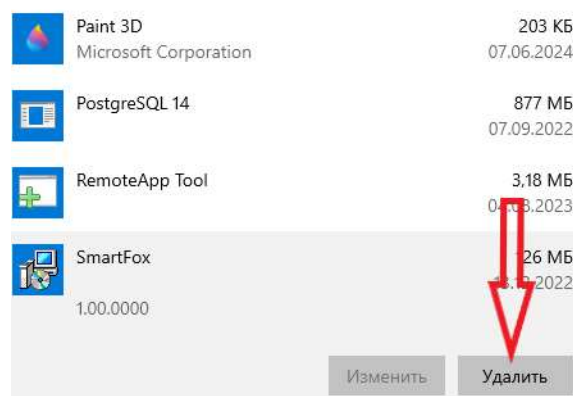 Paint 3D
203 КБ
Microsoft Corporation
07.06.2024
PostgreSQL 14
877 МБ
07.09.2022
RemoteApp Tool
3,18 МБ
SmartFox
1.00.0000
Изменить
Удалить